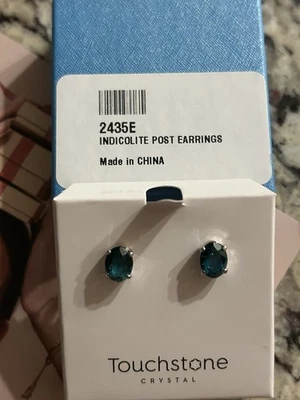 2435E
INDICOLITE POST EARRINGS
Made in CHINA
Touchstone
CRYSTAL